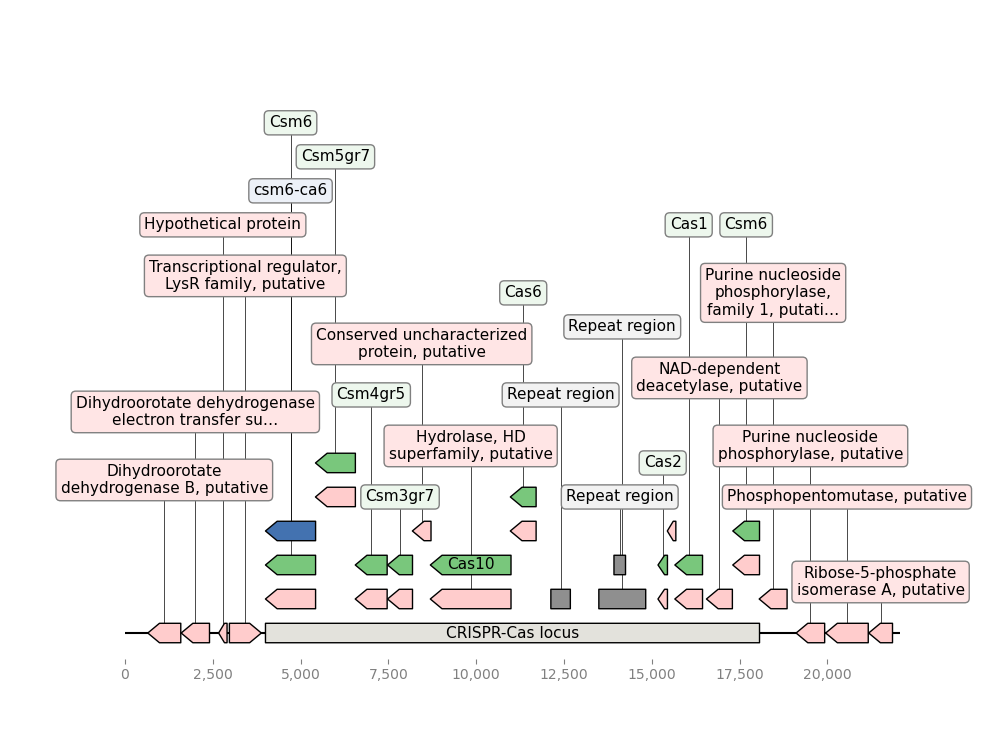 Csm6
Csm5gr7
csm6-ca6
Hypothetical protein
Cas1
Csm6
Transcriptional regulator,
LysR family, putative
Purine nucleoside
phosphorylase,
family 1, putati…
Cas6
Repeat region
Conserved uncharacterized
protein, putative
NAD-dependent
deacetylase, putative
Csm4gr5
Repeat region
Dihydroorotate dehydrogenase
electron transfer su…
Hydrolase, HD
superfamily, putative
Purine nucleoside
phosphorylase, putative
Cas2
Dihydroorotate
dehydrogenase B, putative
Csm3gr7
Repeat region
Phosphopentomutase, putative
Cas10
Ribose-5-phosphate
isomerase A, putative
CRISPR-Cas locus
0 2,500 5,000 7,500 10,000 12,500 15,000 17,500 20,000